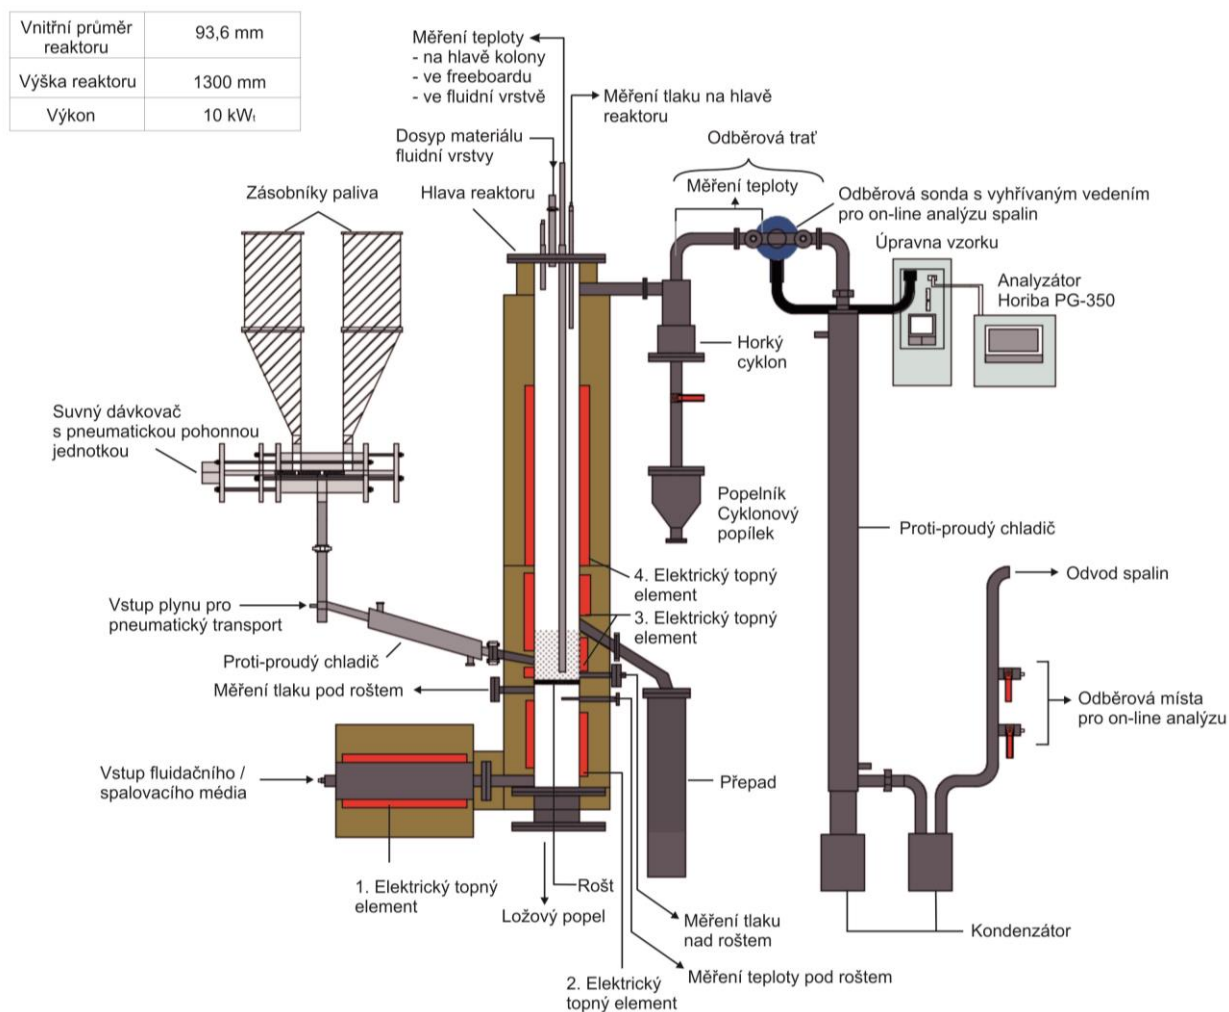 Vnitřní průměr
reaktoru
93,6 mm
Výška reaktoru
1300 mm
Výkon
10 kWₜ
Měření teploty
- na hlavě kolony
- ve freeboardu
- ve fluidní vrstvě
Měření tlaku na hlavě
reaktoru
Dosyp materiálu
fluidní vrstvy
Hlava reaktoru
Odběrová trať
Měření teploty
Odběrová sonda s vyhřívaným vedením
pro on-line analýzu spalin
Úpravna vzorku
Analyzátor
Horiba PG-350
Zásobníky paliva
Horký
cyklon
Suvný dávkovač
s pneumatickou pohonnou
jednotkou
Popelník
Cyklonový
popílek
Proti-proudý chladič
4. Elektrický topný
element
Odvod spalin
Vstup plynu pro
pneumatický transport
3. Elektrický topný
element
Proti-proudý chladič
Měření tlaku pod roštem
Odběrová místa
pro on-line analýzu
Vstup fluidačního /
spalovacího média
Přepad
1. Elektrický topný
element
Rošt
Ložový popel
Měření tlaku
nad roštem
Kondenzátor
Měření teploty pod roštem
2. Elektrický
topný element